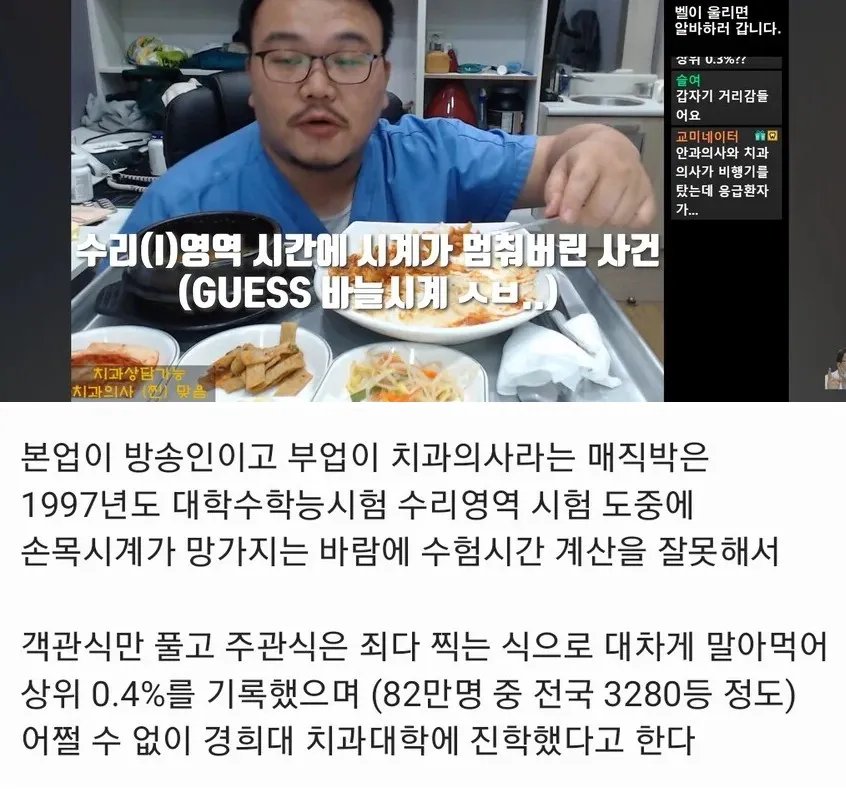 벨이 울리면
알바하러 갑니다.
상위 0.3%??
슬여
갑자기 거리감들
어요
교미네이터
안과의사와 치과
의사가 비행기를
탔는데 응급환자
가...
수리(I)영역 시간에 시계가 멈춰버린 사건
(GUESS 바늘시계 ㅅㅂ..)
치과상담가능
치과의사 (찐) 맞음
본업이 방송인이고 부업이 치과의사라는 매직박은
1997년도 대학수학능시험 수리영역 시험 도중에
손목시계가 망가지는 바람에 수험시간 계산을 잘못해서
객관식만 풀고 주관식은 죄다 찍는 식으로 대차게 말아먹어
상위 0.4%를 기록했으며 (82만명 중 전국 3280등 정도)
어쩔 수 없이 경희대 치과대학에 진학했다고 한다